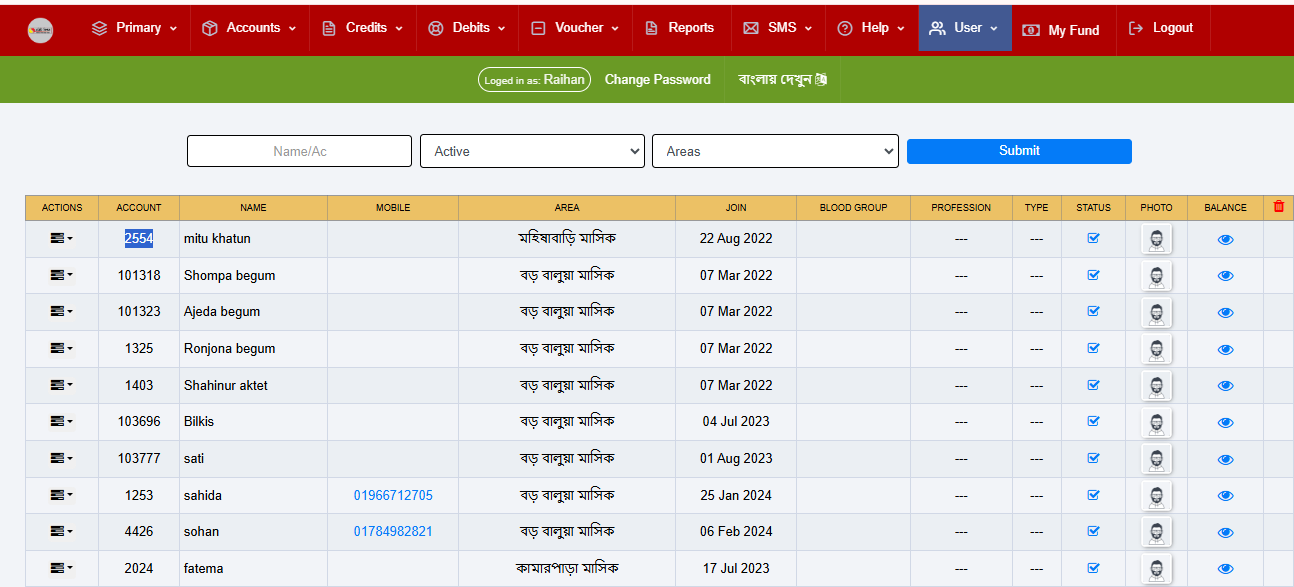 Primary Accounts Credits Debits Voucher Reports SMS Help User My Fund Logout
Loged in as: Raihan Change Password বাংলায় দেখুন
Name/Ac Active Areas Submit
ACTIONS ACCOUNT NAME MOBILE AREA JOIN BLOOD GROUP PROFESSION TYPE STATUS PHOTO BALANCE
2554 mitu khatun মহিষাবাড়ি মাসিক 22 Aug 2022 --- ---
101318 Shompa begum বড় বালুয়া মাসিক 07 Mar 2022 --- ---
101323 Ajeda begum বড় বালুয়া মাসিক 07 Mar 2022 --- ---
1325 Ronjona begum বড় বালুয়া মাসিক 07 Mar 2022 --- ---
1403 Shahinur aktet বড় বালুয়া মাসিক 07 Mar 2022 --- ---
103696 Bilkis বড় বালুয়া মাসিক 04 Jul 2023 --- ---
103777 sati বড় বালুয়া মাসিক 01 Aug 2023 --- ---
1253 sahida 01966712705 বড় বালুয়া মাসিক 25 Jan 2024 --- ---
4426 sohan 01784982821 বড় বালুয়া মাসিক 06 Feb 2024 --- ---
2024 fatema কামারপাড়া মাসিক 17 Jul 2023 --- ---